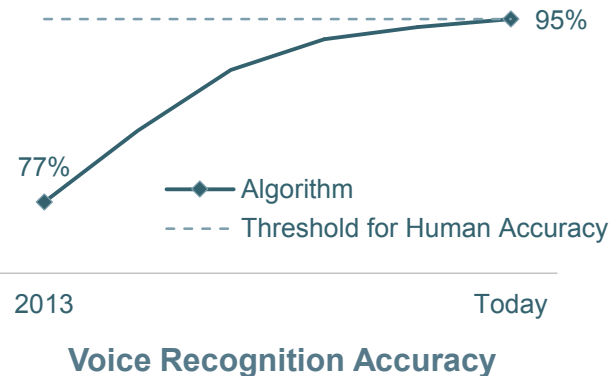 95%
77%
Algorithm
Threshold for Human Accuracy
2013
Today
Voice Recognition Accuracy